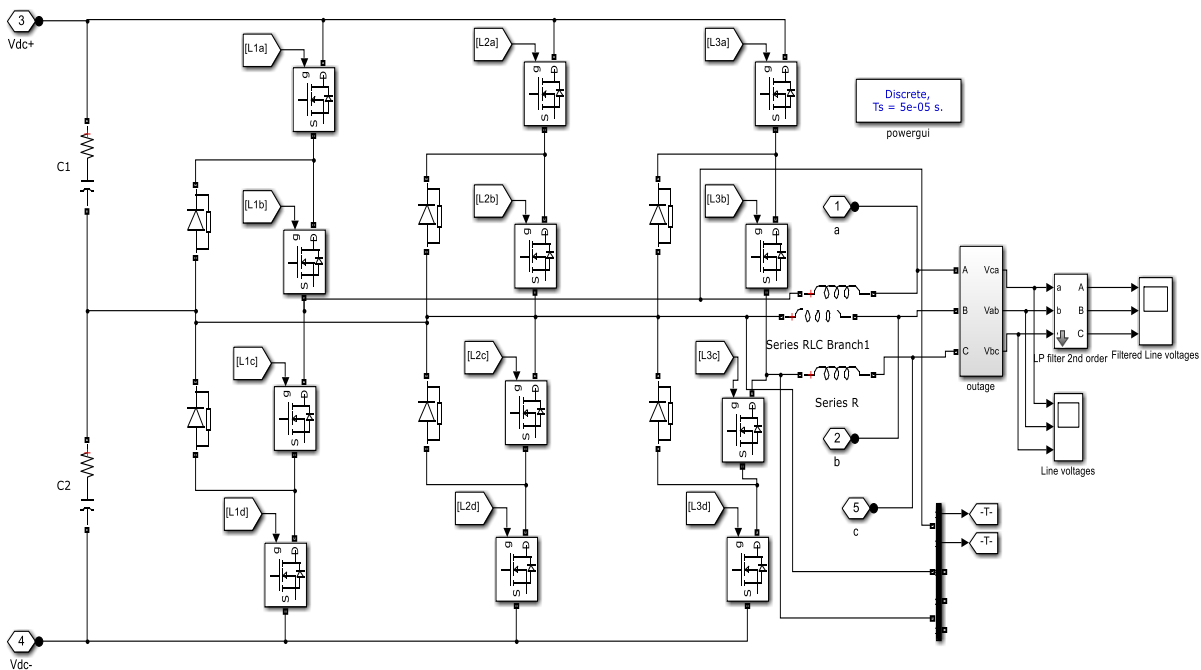 3
Vdc+
[L1a]
[L2a]
[L3a]
g
D
S
g
D
S
g
D
S
Discrete,
Ts = 5e-05 s.
powergui
C1
[L1b]
[L2b]
[L3b]
g
D
S
g
D
S
g
D
S
1
a
A
Vca
B
Vab
C
Vbc
outage
a
A
b
B
C
LP filter 2nd order
Filtered Line voltages
Series RLC Branch1
Series R
[L1c]
[L2c]
[L3c]
g
D
S
g
D
S
g
D
S
2
b
Line voltages
C2
[L1d]
[L2d]
[L3d]
g
D
S
g
D
S
g
D
S
5
c
-T-
-T-
4
Vdc-